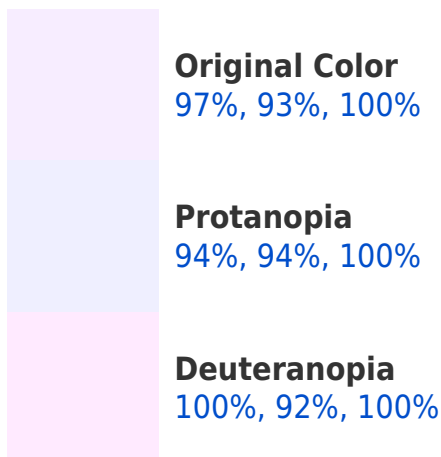 Original Color
97%, 93%, 100%
Protanopia
94%, 94%, 100%
Deuteranopia
100%, 92%, 100%